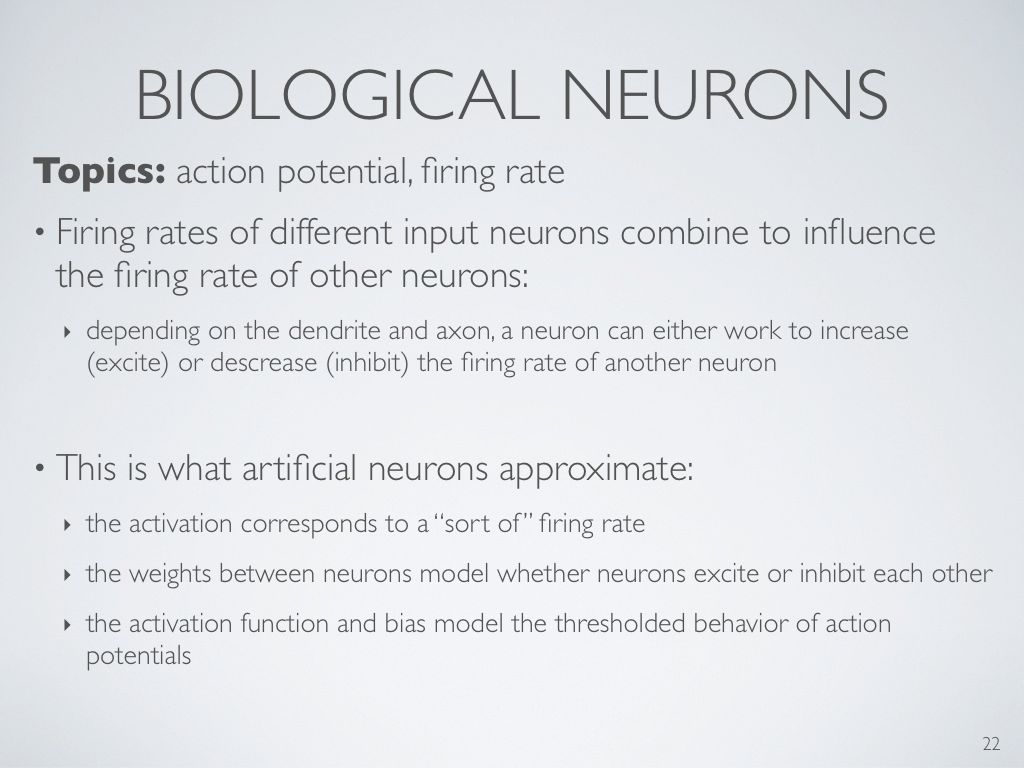 BIOLOGICAL NEURONS
Topics: action potential, firing rate
• Firing rates of different input neurons combine to influence
the firing rate of other neurons:
‣ depending on the dendrite and axon, a neuron can either work to increase
(excite) or descrease (inhibit) the firing rate of another neuron
• This is what artificial neurons approximate:
‣ the activation corresponds to a “sort of” firing rate
‣ the weights between neurons model whether neurons excite or inhibit each other
‣ the activation function and bias model the thresholded behavior of action
potentials
22